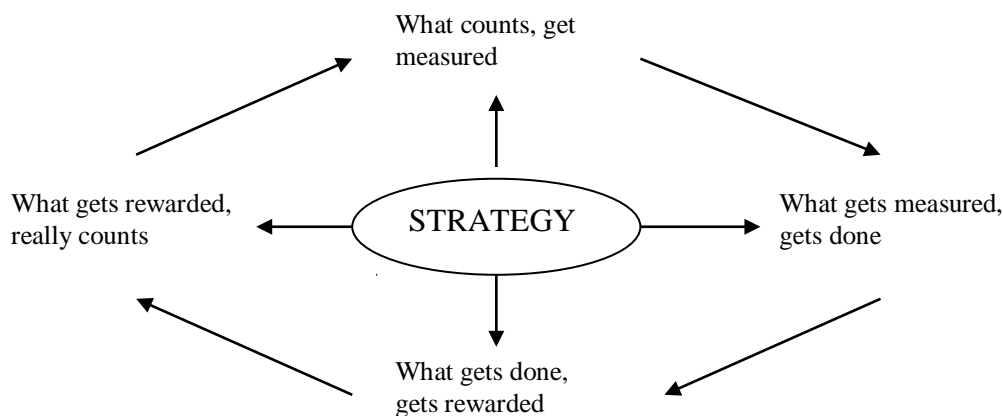 What counts, get
measured
What gets rewarded,
really counts
STRATEGY
What gets measured,
gets done
What gets done,
gets rewarded